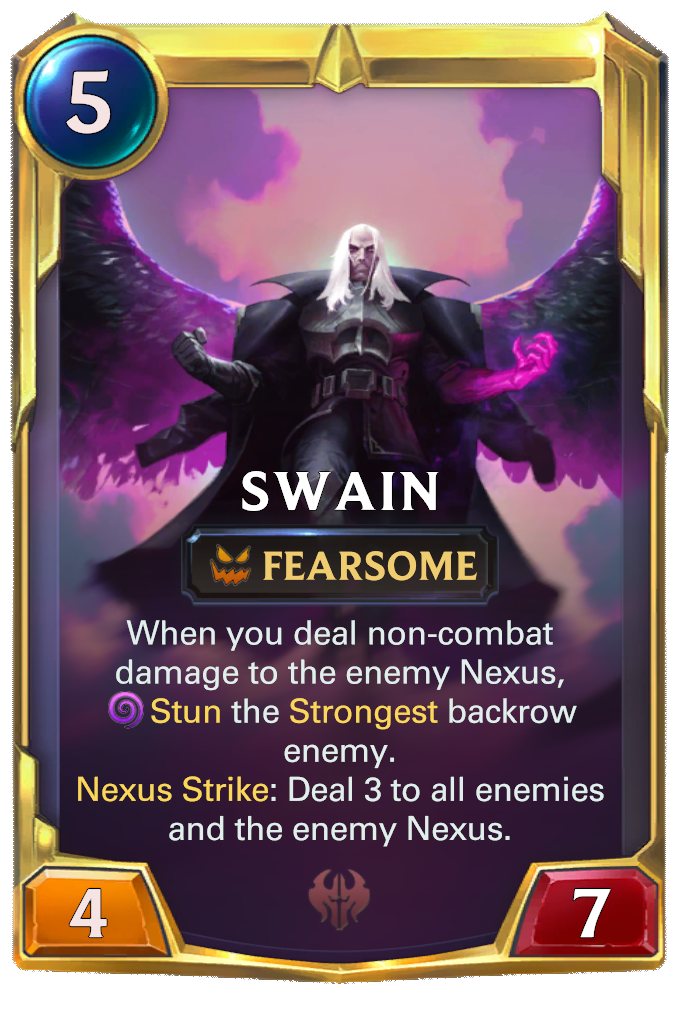 5
SWAIN
FEARSOME
When you deal non-combat
damage to the enemy Nexus,
Stun the Strongest backrow
enemy.
Nexus Strike: Deal 3 to all enemies
and the enemy Nexus.
4
7